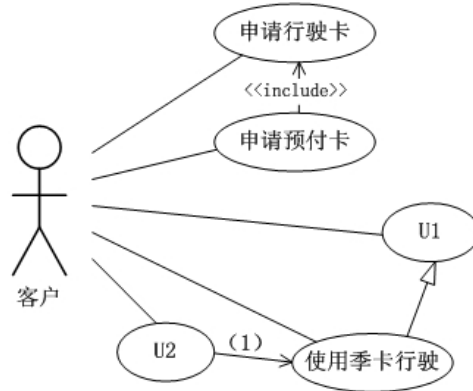 申请行驶卡
<<include>>
申请预付卡
U1
客户
U2
(1)
使用季卡行驶